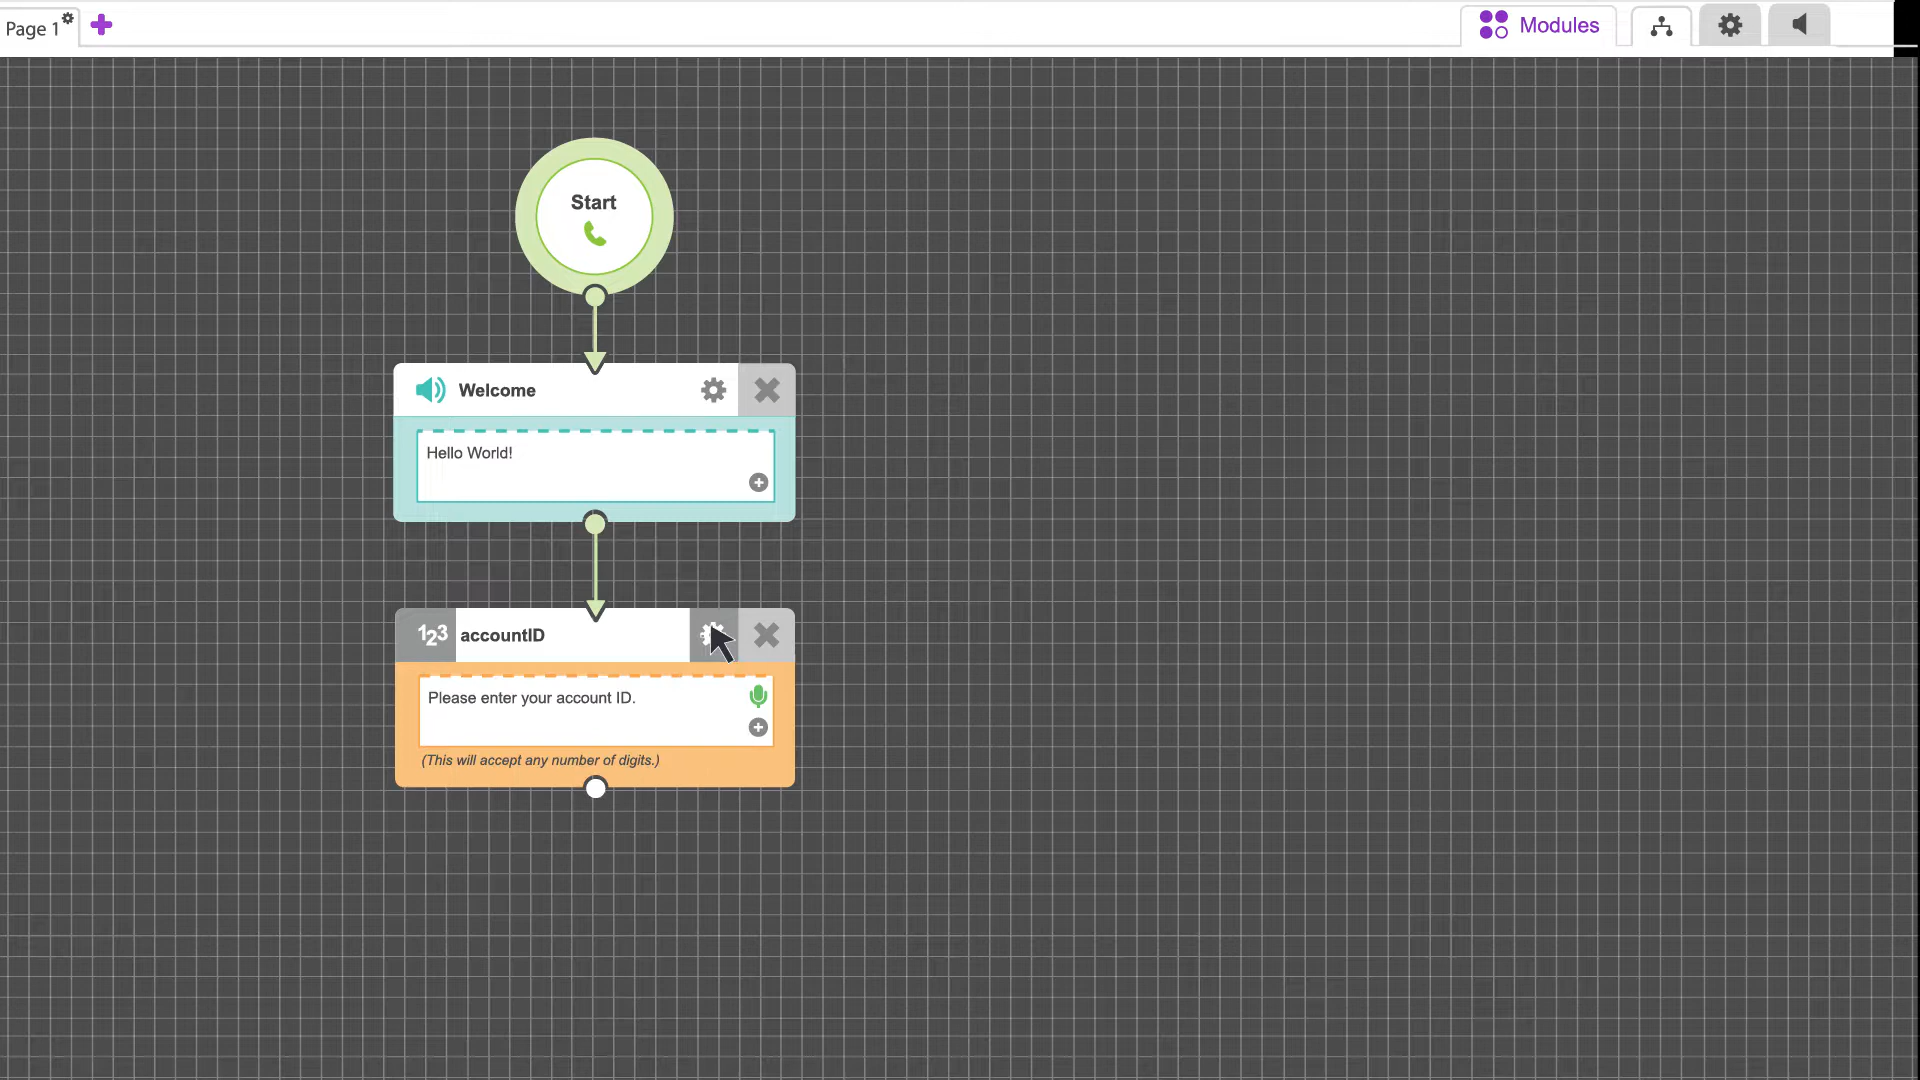 Page 1
Modules
Start
Welcome
Hello World!
123 accountID
Please enter your account ID.
(This will accept any number of digits.)